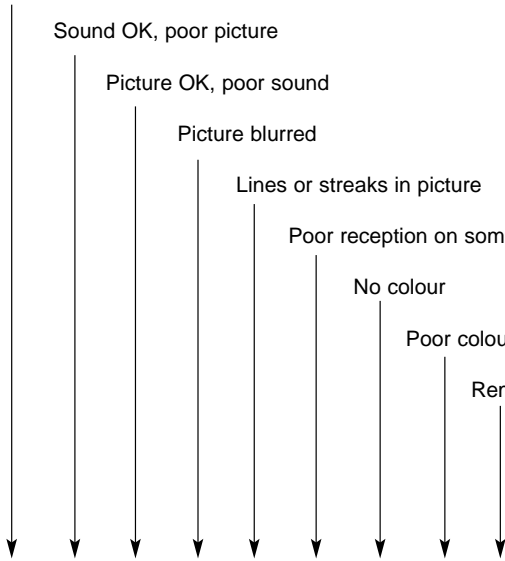 Sound OK, poor picture
Picture OK, poor sound
Picture blurred
Lines or streaks in picture
Poor reception on som
No colour
Poor colou
Rer